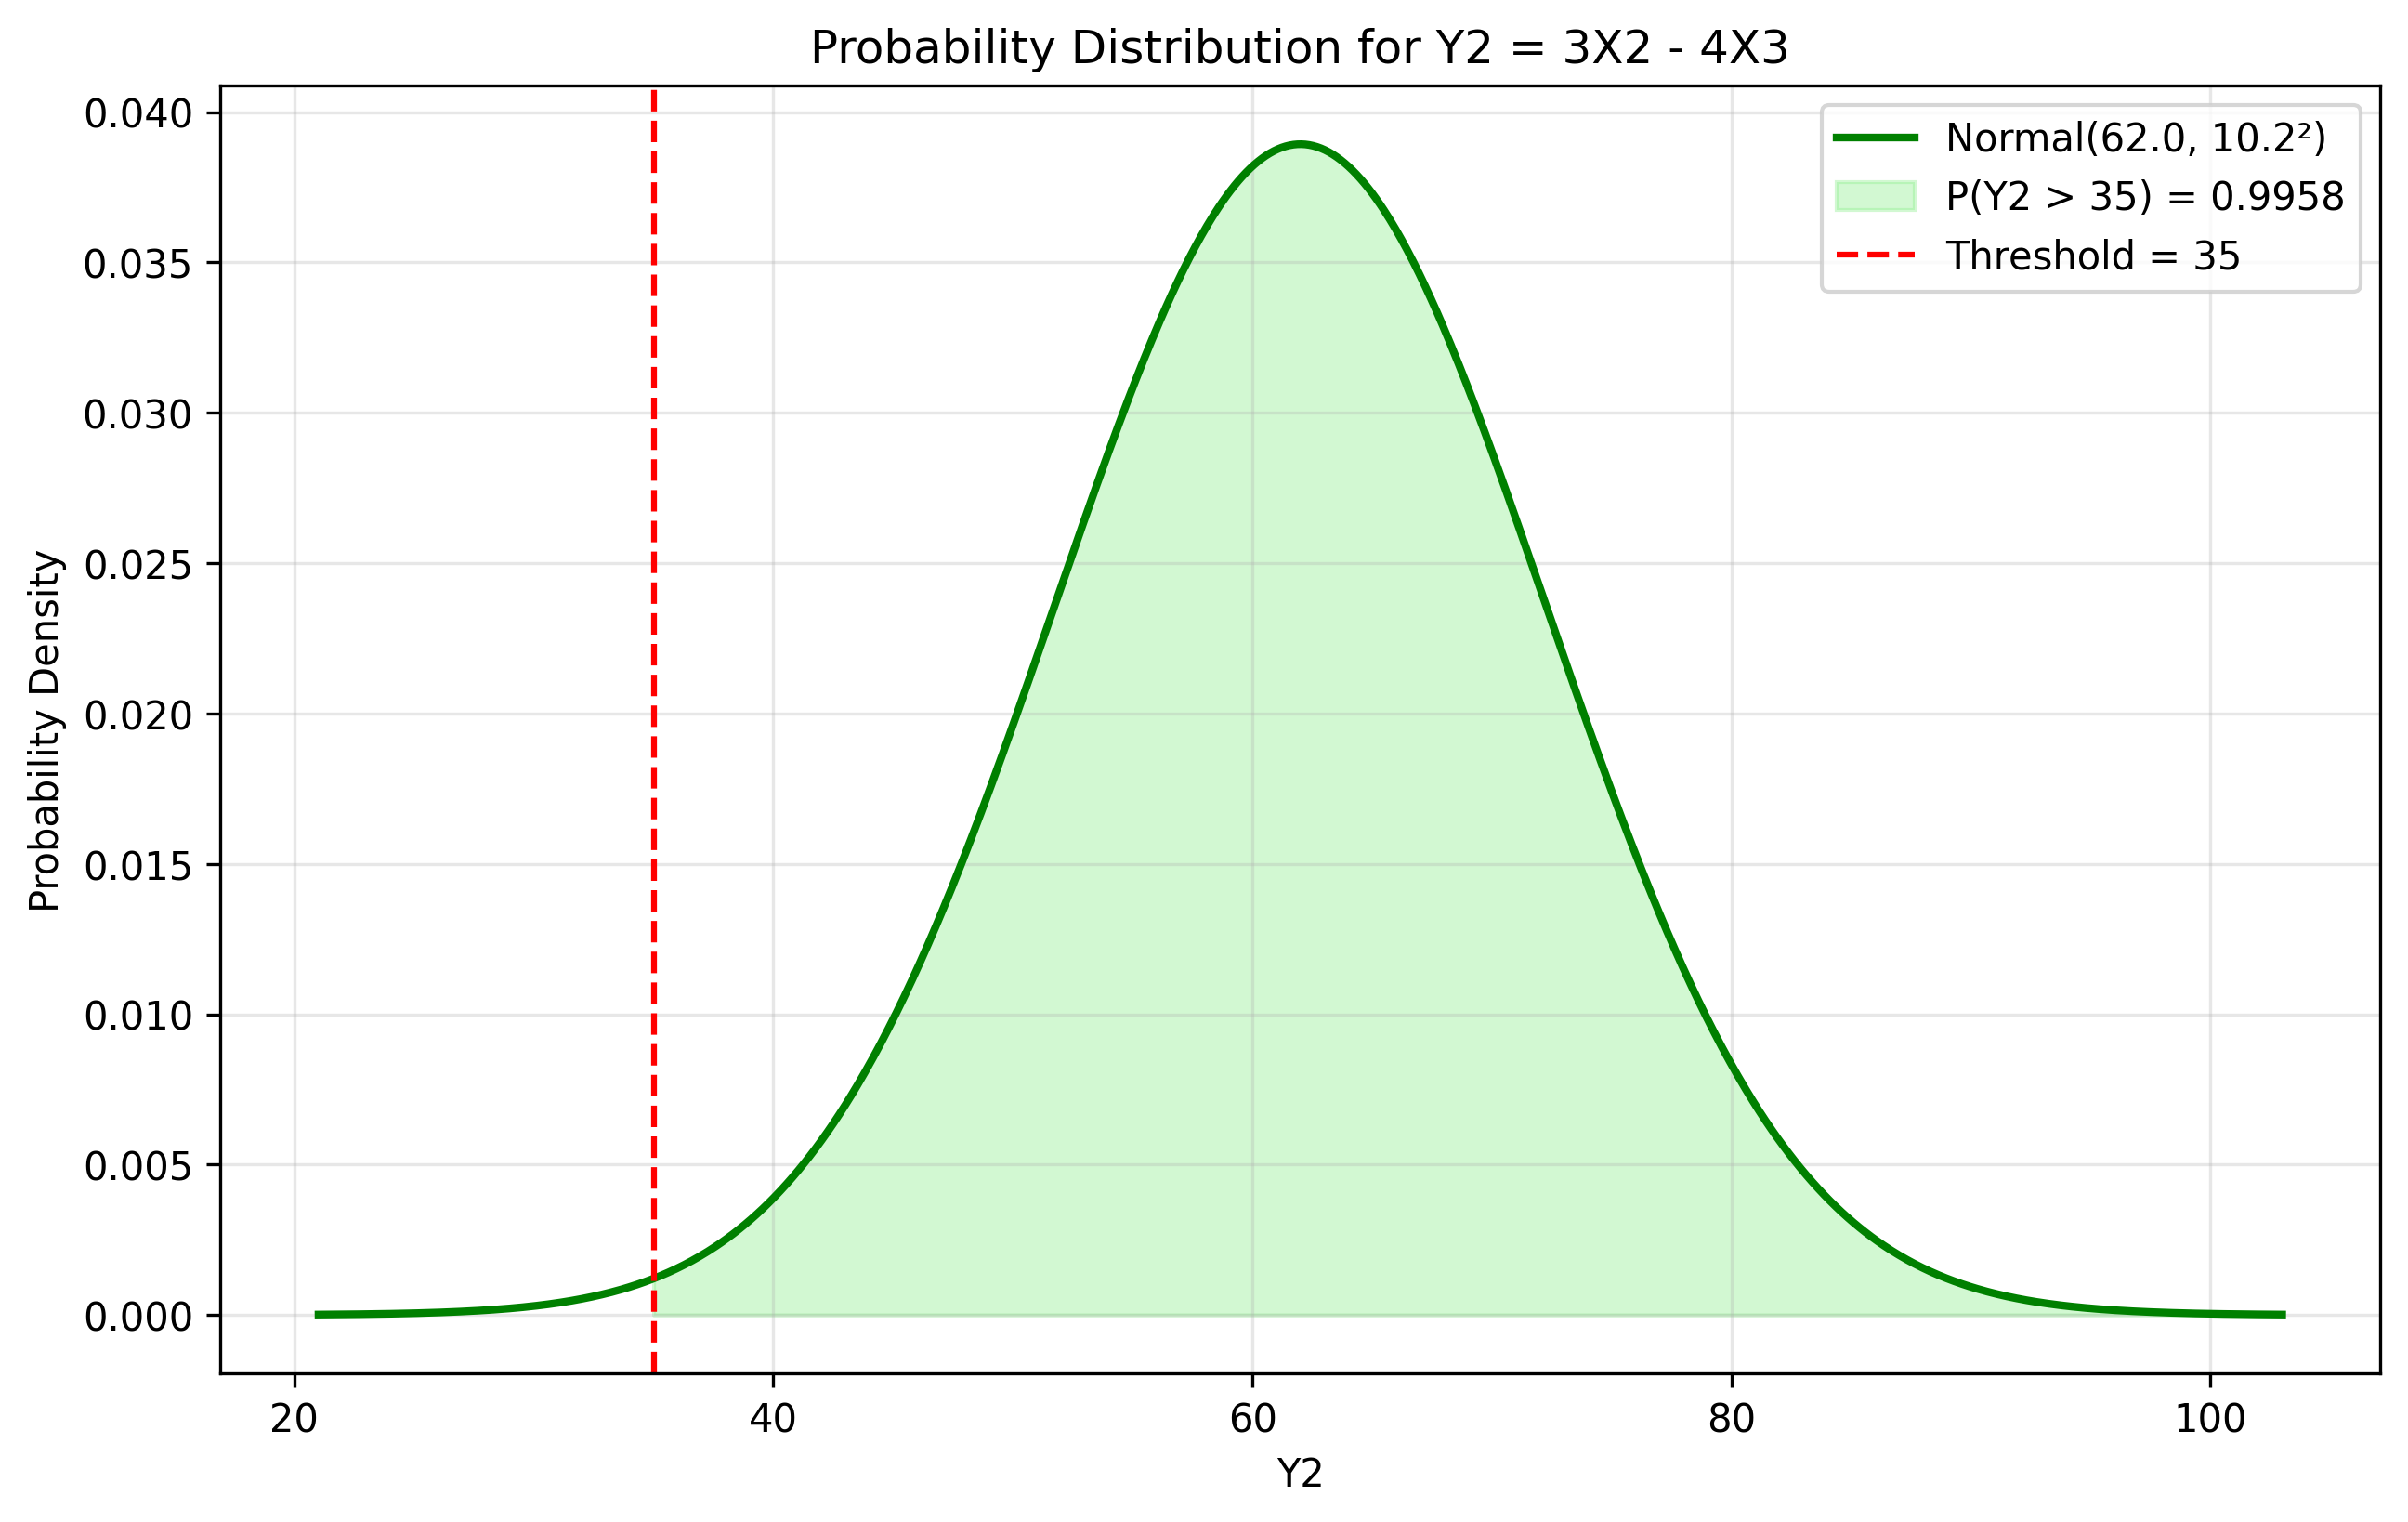 Probability Distribution for Y2 = 3X2 - 4X3
Normal(62.0, 10.2²)
P(Y2 > 35) = 0.9958
Threshold = 35
Probability Density
0.040
0.035
0.030
0.025
0.020
0.015
0.010
0.005
0.000
20 40 60 80 100
Y2